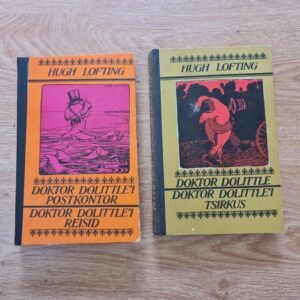 HUGH LOFTING
DOKTOR DOLITTLE'I
POSTKONTOR
DOKTOR DOLITTLE'I
REISID
HUGH LOFTING
DOKTOR DOLITTLE
DOKTOR DOLITTLE'I
TSIRKUS